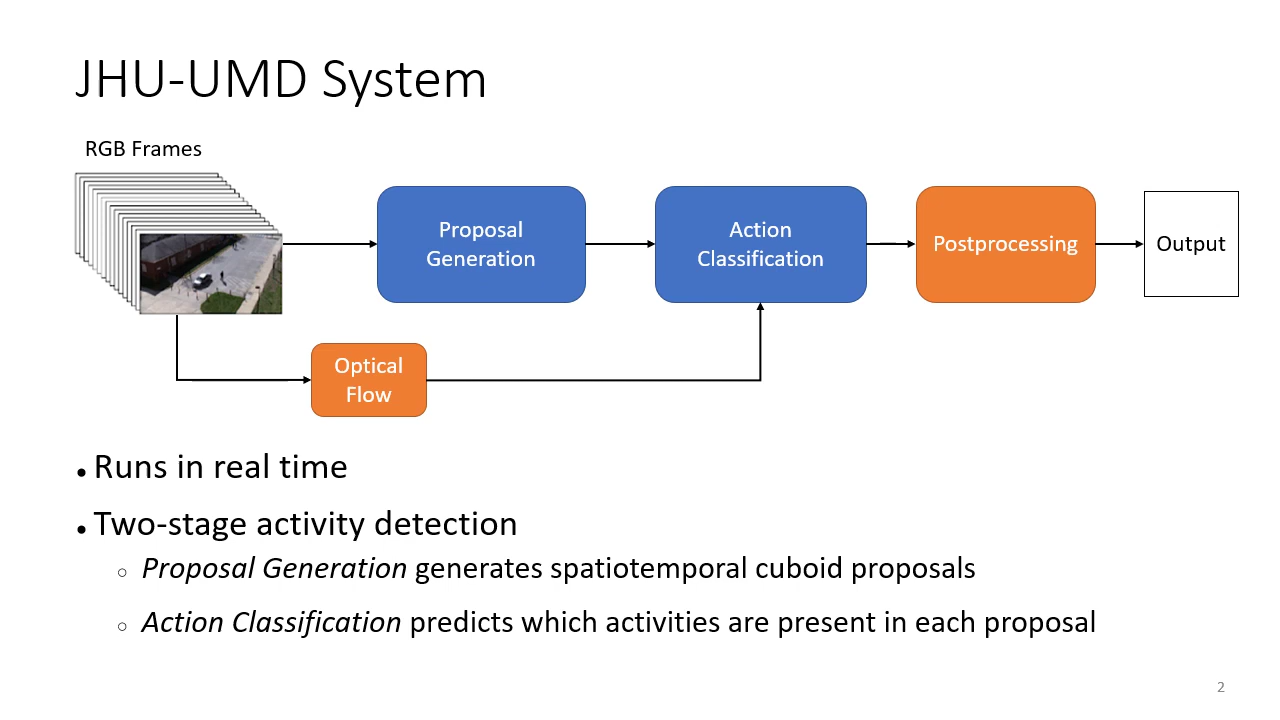 JHU-UMD System
RGB Frames
Proposal
Generation
Action
Classification
Postprocessing
Output
Optical
Flow
• Runs in real time
• Two-stage activity detection
○ Proposal Generation generates spatiotemporal cuboid proposals
○ Action Classification predicts which activities are present in each proposal
2